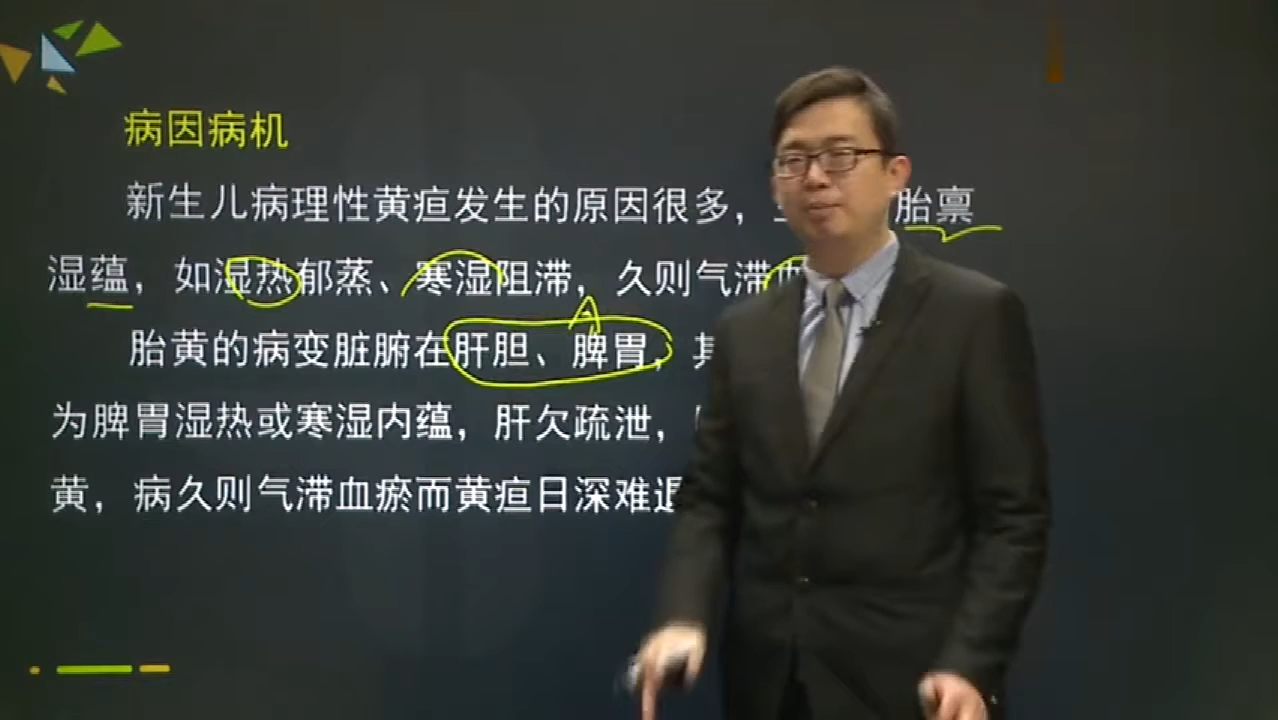 病因病机
新生儿病理性黄疸发生的原因很多，胎禀
湿蕴，如湿热郁蒸、寒湿阻滞，久则气滞
胎黄的病变脏腑在肝胆、脾胃，
为脾胃湿热或寒湿内蕴，肝欠疏泄，
黄，病久则气滞血瘀而黄疸日深难退